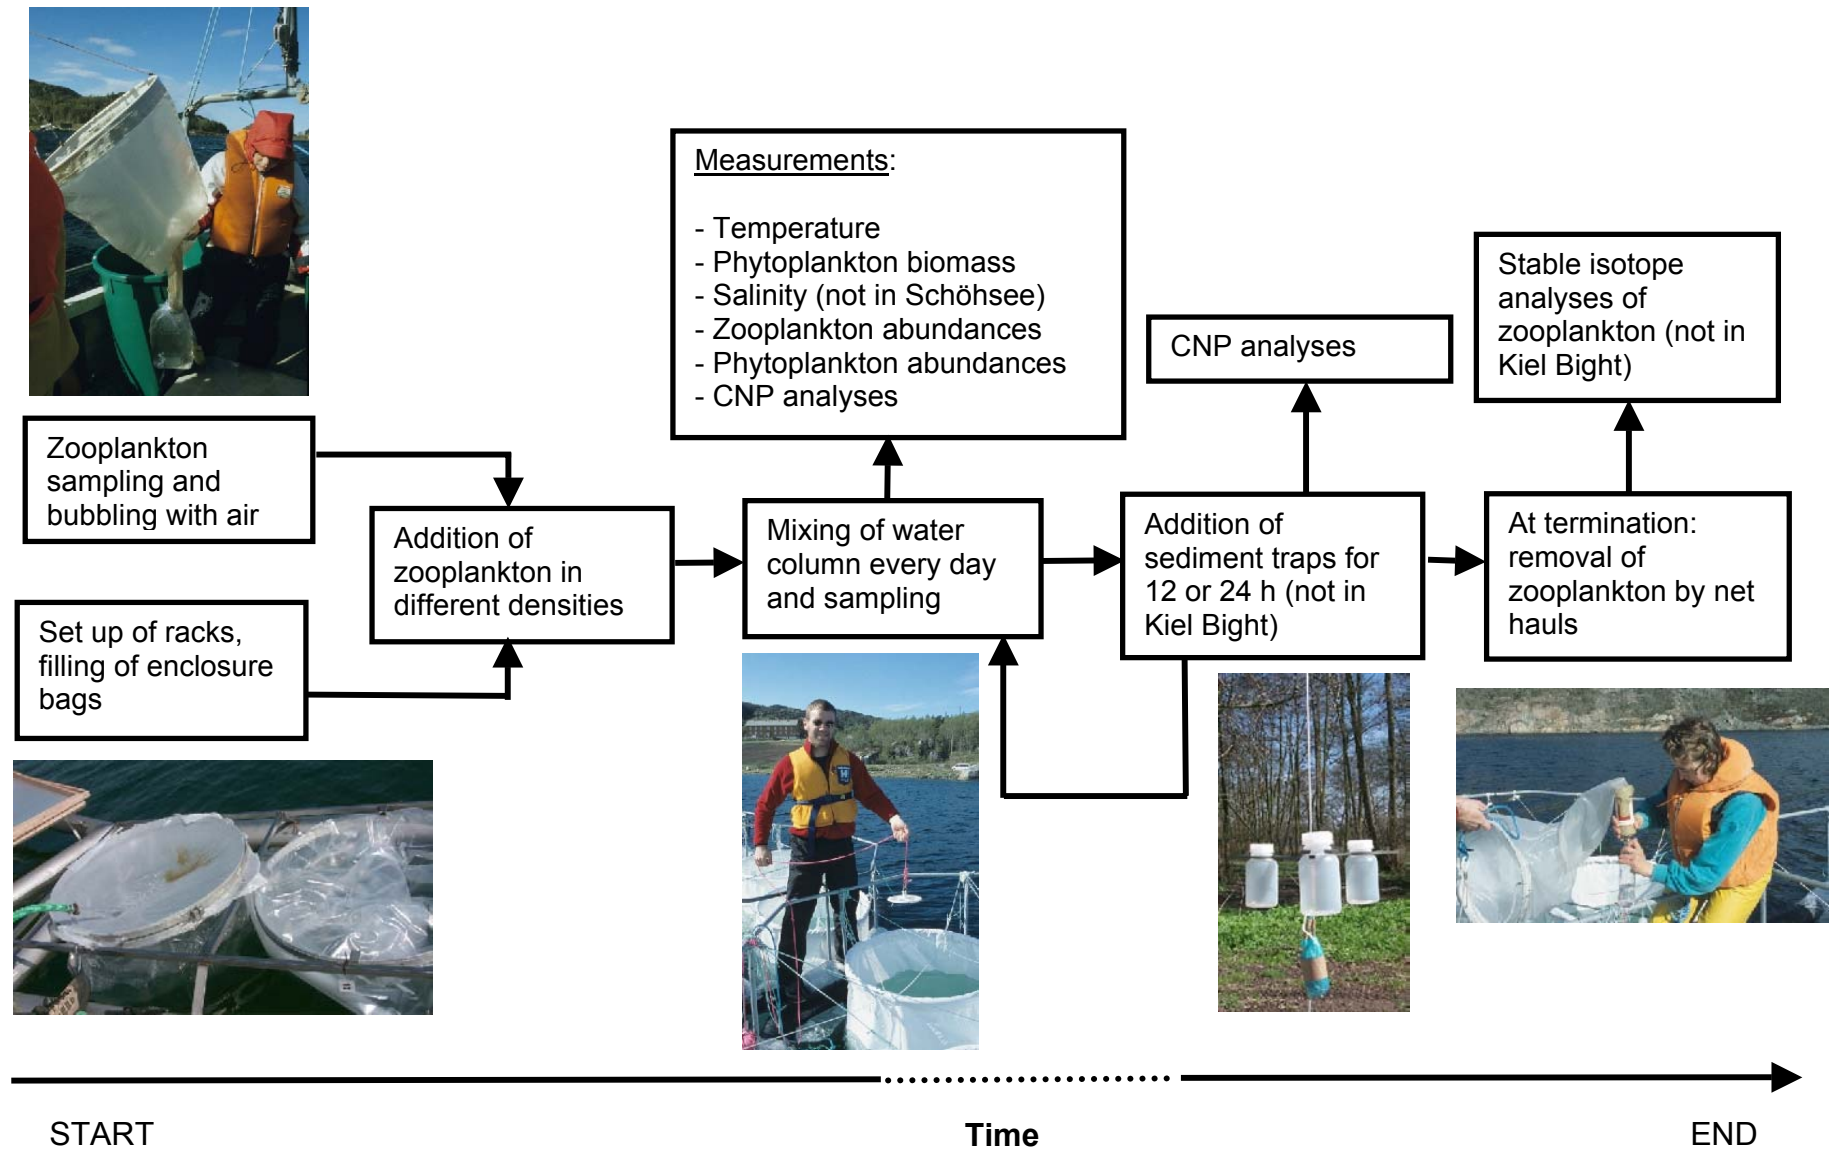 Measurements:
- Temperature
- Phytoplankton biomass
- Salinity (not in Schöhsee)
- Zooplankton abundances
- Phytoplankton abundances
- CNP analyses
Stable isotope
analyses of
zooplankton (not in
Kiel Bight)
CNP analyses
Zooplankton
sampling and
bubbling with air
Set up of racks,
filling of enclosure
bags
Addition of
zooplankton in
different densities
Mixing of water
column every day
and sampling
Addition of
sediment traps for
12 or 24 h (not in
Kiel Bight)
At termination:
removal of
zooplankton by net
hauls
START
Time
END